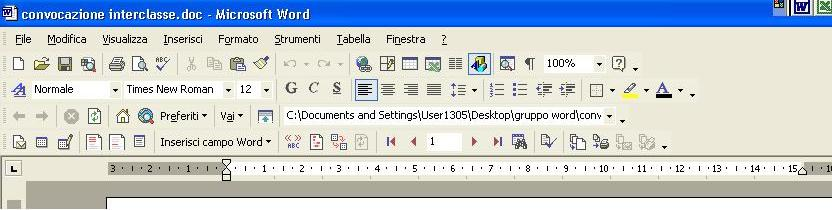 convocazione interclasse.doc - Microsoft Word
File Modifica Visualizza Inserisci Formato Strumenti Tabella Finestra ?
100%
Normale Times New Roman 12 G C S
Preferiti Vai C:\Documents and Settings\User1305\Desktop\gruppo word\conv
Inserisci campo Word 1
3 2 1 1 2 3 4 5 6 7 8 9 10 11 12 13 14 15 16